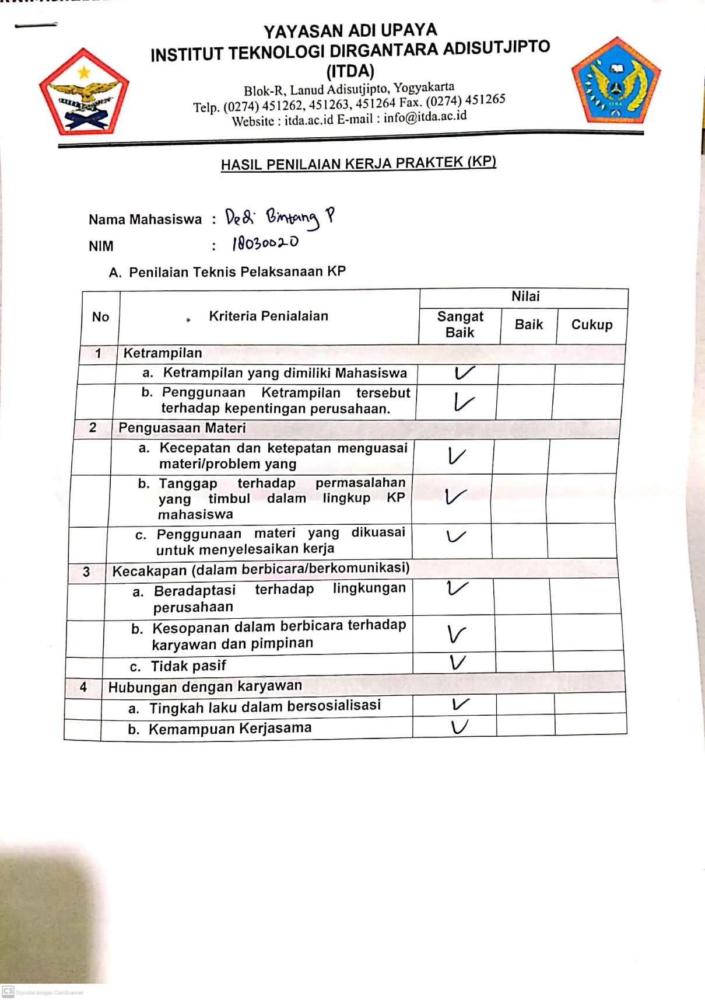 YAYASAN ADI UPAYA
INSTITUT TEKNOLOGI DIRGANTARA ADISUTJIPTO
(ITDA)
Blok-R, Lanud Adisutjipto, Yogyakarta
Telp. (0274) 451262, 451263, 451264 Fax. (0274) 451265
Website : itda.ac.id E-mail : info@itda.ac.id
HASIL PENILAIAN KERJA PRAKTEK (KP)
Nama Mahasiswa : Dedi Bintang P
NIM : 18030020
A. Penilaian Teknis Pelaksanaan KP
Nilai
No Kriteria Penialaian Sangat Baik Baik Cukup
1 Ketrampilan
a. Ketrampilan yang dimiliki Mahasiswa ✓
b. Penggunaan Ketrampilan tersebut
terhadap kepentingan perusahaan. ✓
2 Penguasaan Materi
a. Kecepatan dan ketepatan menguasai
materi/problem yang ✓
b. Tanggap terhadap permasalahan
yang timbul dalam lingkup KP ✓
mahasiswa
c. Penggunaan materi yang dikuasai ✓
untuk menyelesaikan kerja
3 Kecakapan (dalam berbicara/berkomunikasi)
a. Beradaptasi terhadap lingkungan ✓
perusahaan
b. Kesopanan dalam berbicara terhadap ✓
karyawan dan pimpinan
c. Tidak pasif ✓
4 Hubungan dengan karyawan
a. Tingkah laku dalam bersosialisasi ✓
b. Kemampuan Kerjasama ✓
CS Dipindai dengan CamScanner